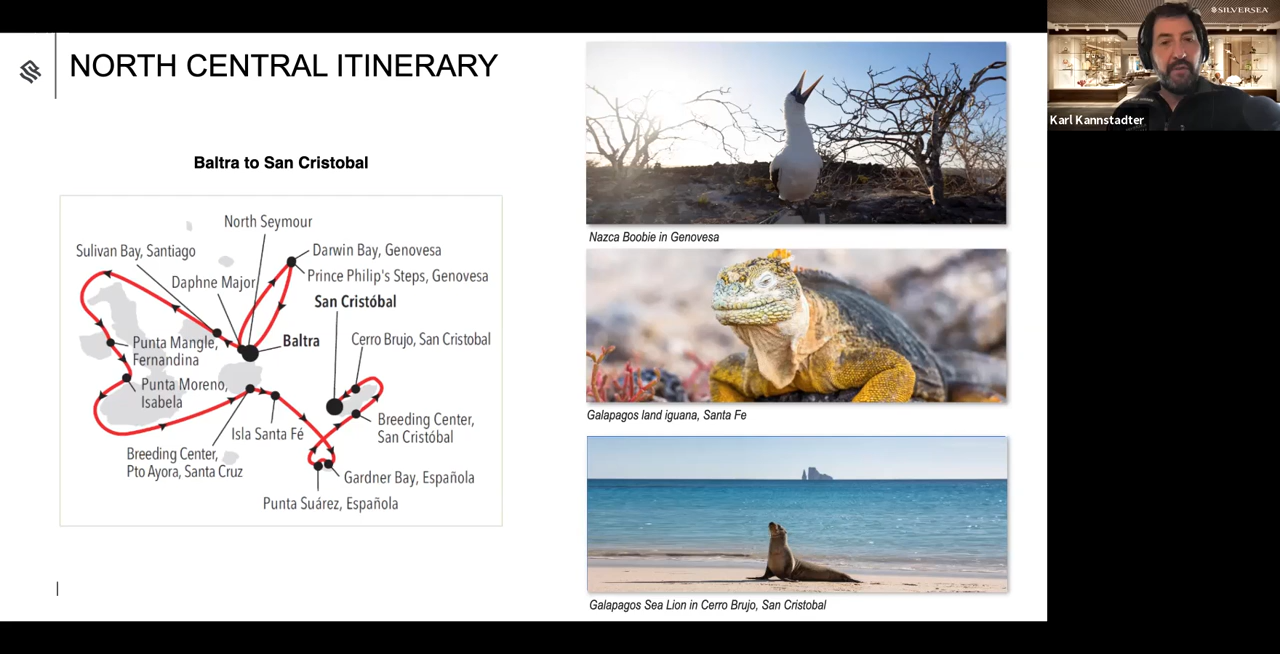 NORTH CENTRAL ITINERARY
Baltra to San Cristobal
North Seymour
Sulivan Bay, Santiago
Darwin Bay, Genovesa
Daphne Major
Prince Philip's Steps, Genovesa
San Cristóbal
Punta Mangle,
Fernandina
Baltra
Cerro Brujo, San Cristobal
Punta Moreno,
Isabela
Isla Santa Fé
Breeding Center,
San Cristóbal
Breeding Center,
Pto Ayora, Santa Cruz
Gardner Bay, Española
Punta Suárez, Española
Nazca Boobie in Genovesa
Galapagos land iguana, Santa Fe
Galapagos Sea Lion in Cerro Brujo, San Cristobal
SILVERSEA
Karl Kannstadter